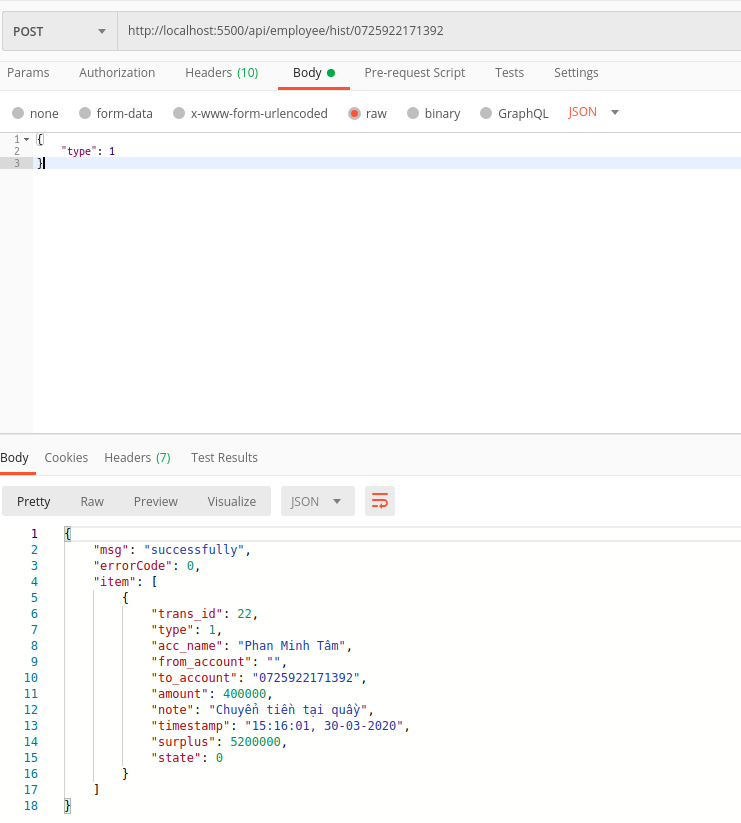 POST http://localhost:5500/api/employee/hist/0725922171392
Params Authorization Headers (10) Body Pre-request Script Tests Settings
none form-data x-www-form-urlencoded raw binary GraphQL JSON
1 {
2 "type": 1
3 }
Body Cookies Headers (7) Test Results
Pretty Raw Preview Visualize JSON
1 {
2 "msg": "successfully",
3 "errorCode": 0,
4 "item": [
5 {
6 "trans_id": 22,
7 "type": 1,
8 "acc_name": "Phan Minh Tâm",
9 "from_account": "",
10 "to_account": "0725922171392",
11 "amount": 400000,
12 "note": "Chuyển tiền tại quầy",
13 "timestamp": "15:16:01, 30-03-2020",
14 "surplus": 5200000,
15 "state": 0
16 }
17 ]
18 }